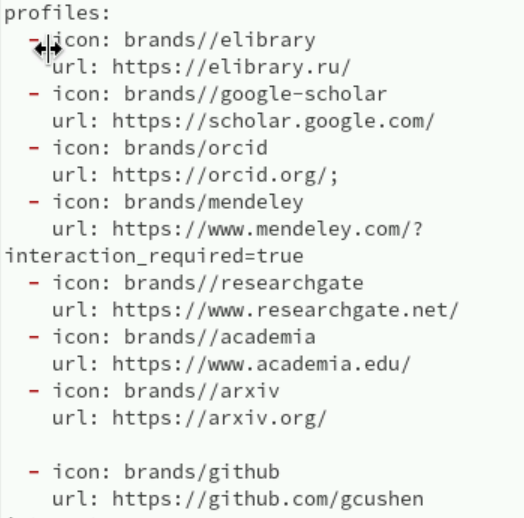 profiles:
- icon: brands//elibrary
url: https://elibrary.ru/
- icon: brands//google-scholar
url: https://scholar.google.com/
- icon: brands/orcid
url: https://orcid.org/;
- icon: brands/mendeley
url: https://www.mendeley.com/?
interaction_required=true
- icon: brands//researchgate
url: https://www.researchgate.net/
- icon: brands//academia
url: https://www.academia.edu/
- icon: brands//arxiv
url: https://arxiv.org/
- icon: brands/github
url: https://github.com/gcushen